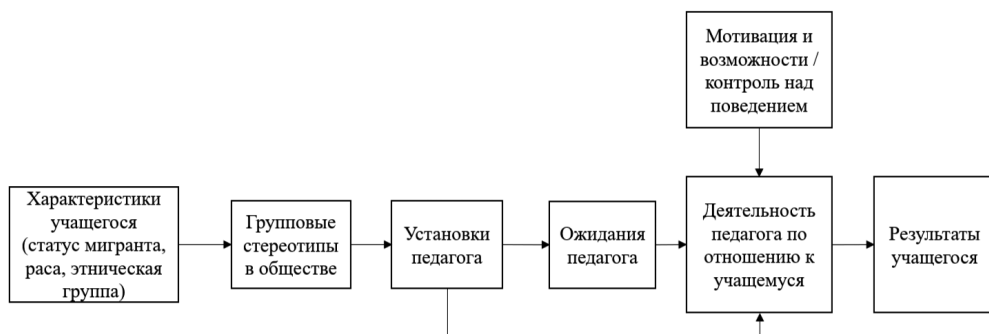 Мотивация и
возможности /
контроль над
поведением
Характеристики
учащегося
(статус мигранта,
раса, этническая
группа)
Групповые
стереотипы
в обществе
Установки
педагога
Ожидания
педагога
Деятельность
педагога по
отношению к
учащемуся
Результаты
учащегося